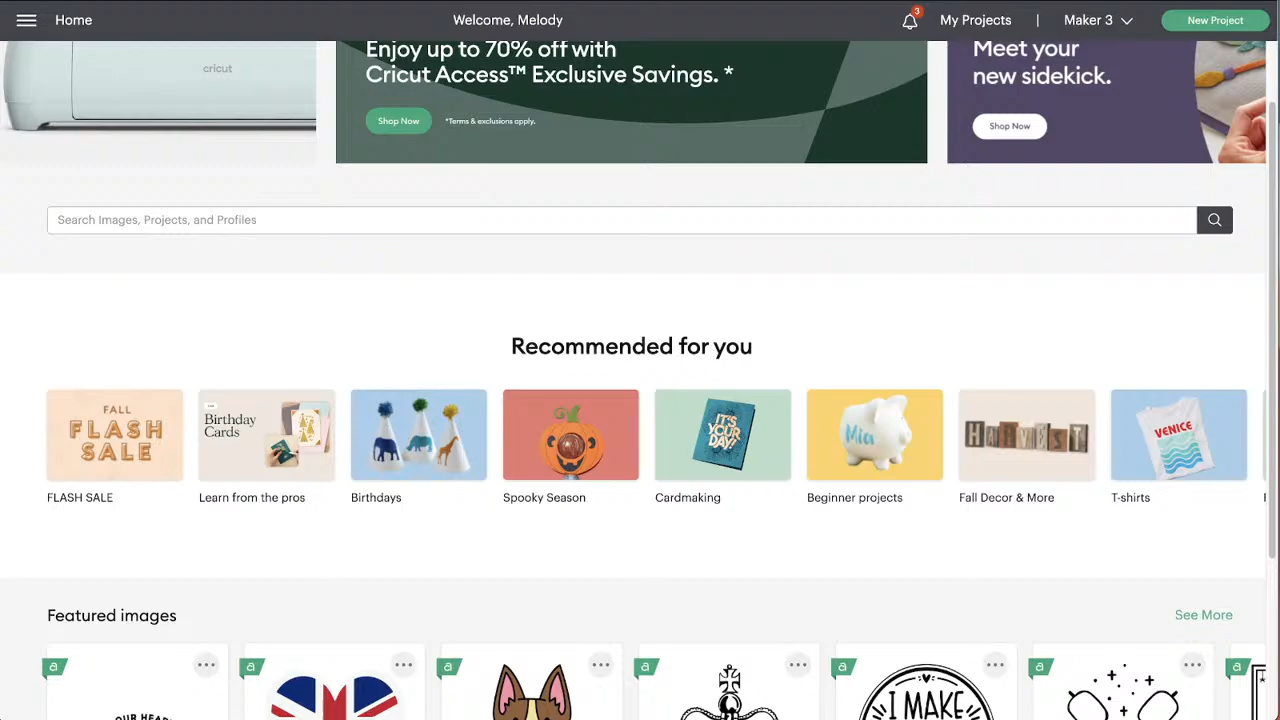 Home
Welcome, Melody
3
My Projects
|
Maker 3
New Project
cricut
Enjoy up to 70% off with
Cricut Access™ Exclusive Savings. *
Shop Now
*Terms & exclusions apply.
Meet your
new sidekick.
Shop Now
Search Images, Projects, and Profiles
Recommended for you
FALL
FLASH
SALE
Birthday
Cards
IT'S
YOUR
DAY!
Mia
HARVEST
VENICE
FLASH SALE
Learn from the pros
Birthdays
Spooky Season
Cardmaking
Beginner projects
Fall Decor & More
T-shirts
Featured images
See More
a
a
a
a
a
a
a
I MAKE